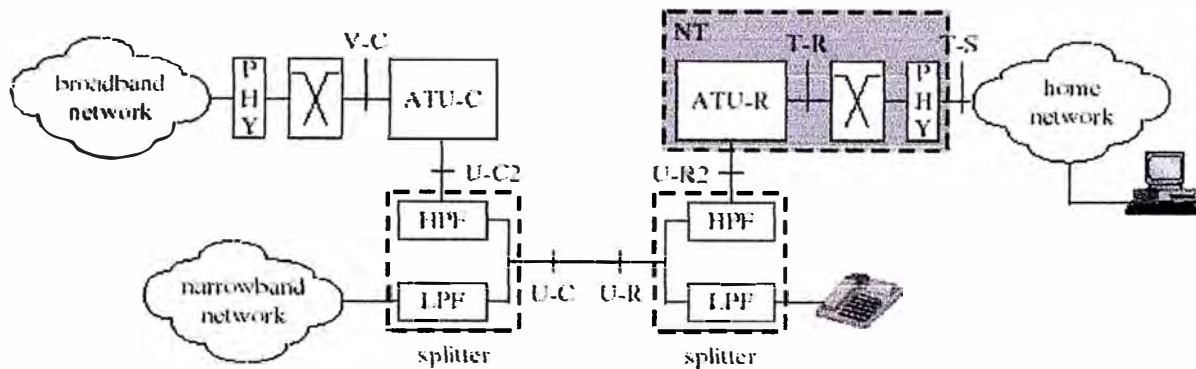 broadband
network
P
H
Y
V-C
ATU-C
U-C2
HPF
LPF
splitter
narrowband
network
U-C
U-R
NT
ATU-R
T-R
P
H
Y
T-S
home
network
U-R2
HPF
LPF
splitter